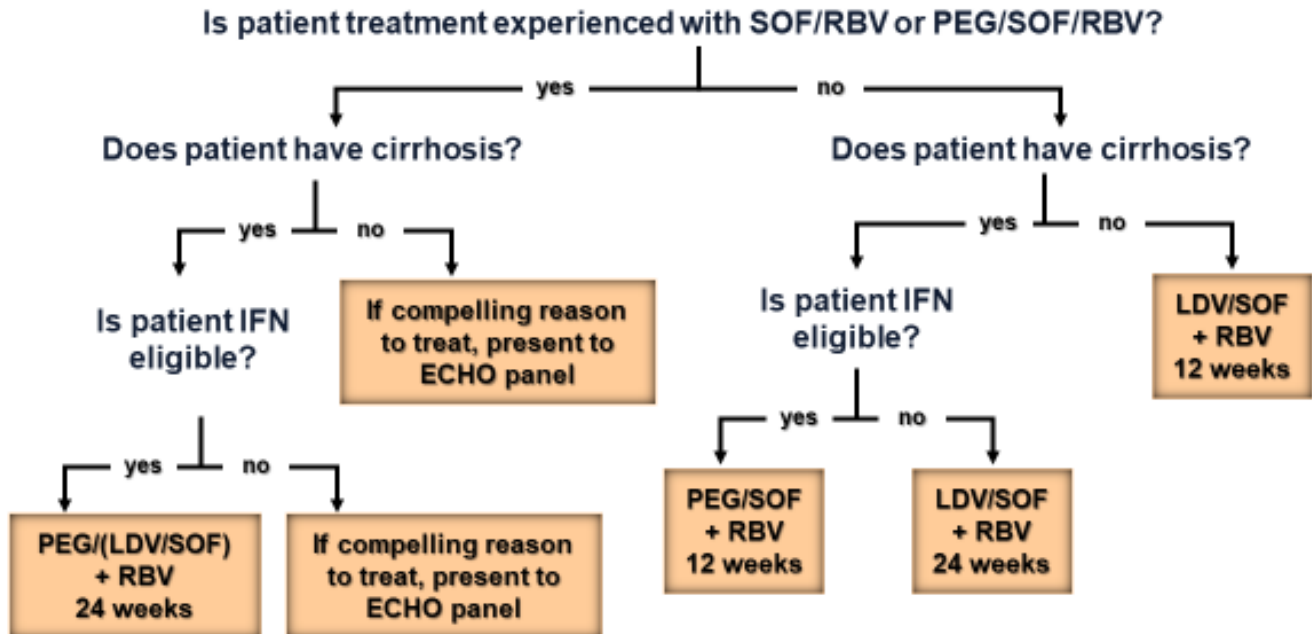 Is patient treatment experienced with SOF/RBV or PEG/SOF/RBV?
yes
no
Does patient have cirrhosis?
Does patient have cirrhosis?
yes
no
yes
no
Is patient IFN
eligible?
If compelling reason
to treat, present to
ECHO panel
Is patient IFN
eligible?
LDV/SOF
+ RBV
12 weeks
yes
no
yes
no
PEG/(LDV/SOF)
+ RBV
24 weeks
If compelling reason
to treat, present to
ECHO panel
PEG/SOF
+ RBV
12 weeks
LDV/SOF
+ RBV
24 weeks